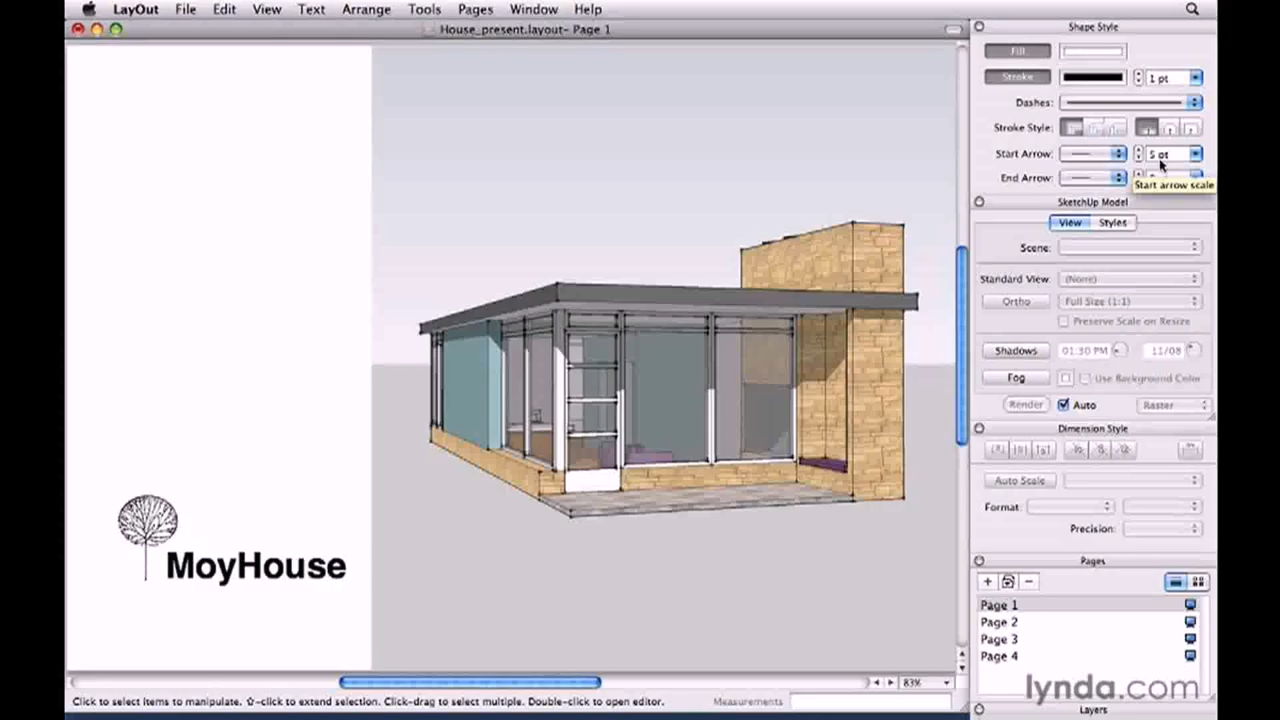 LayOut File Edit View Text Arrange Tools Pages Window Help
House_present.layout- Page 1
MoyHouse
Click to select items to manipulate. ⇧-click to extend selection. Click-drag to select multiple. Double-click to open editor.
Measurements
83%
Shape Style
Fill
Stroke 1 pt
Dashes:
Stroke Style:
Start Arrow: 5 pt
End Arrow:
Start arrow scale
SketchUp Model
View Styles
Scene:
Standard View: (None)
Ortho Full Size (1:1)
Preserve Scale on Resize
Shadows 01:30 PM 11/08
Fog Use Background Color
Render Auto Raster
Dimension Style
Auto Scale
Format:
Precision:
Pages
Page 1
Page 2
Page 3
Page 4
lynda.com
Layers